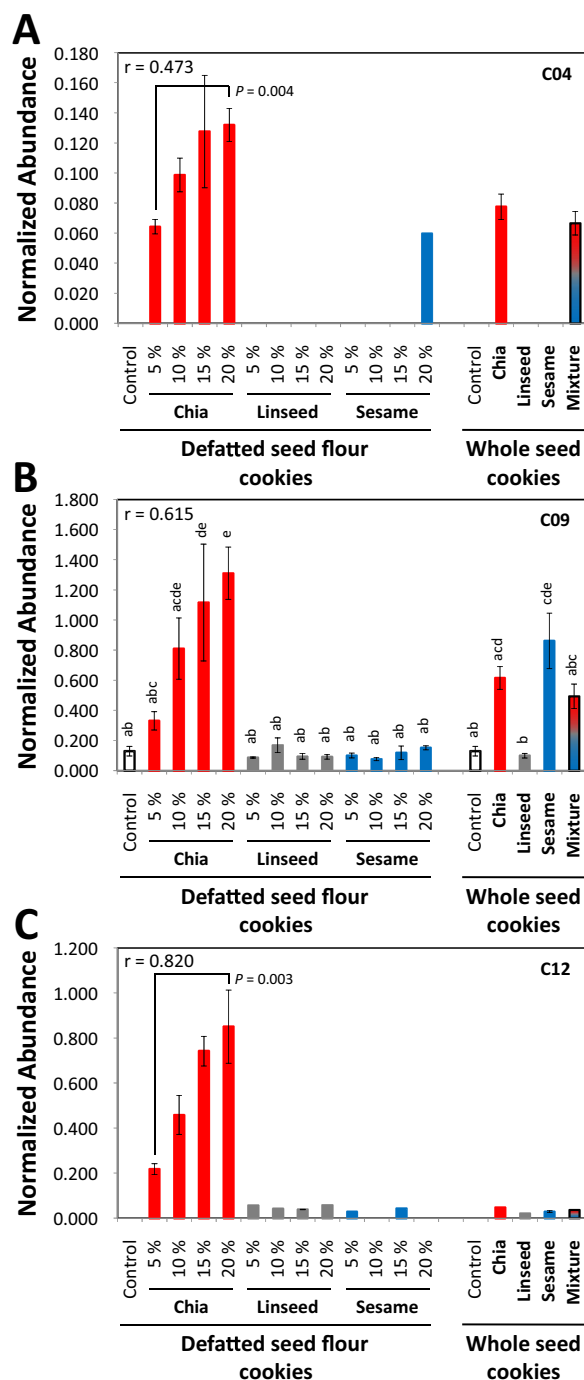 A
Normalized Abundance
0.180
0.160
0.140
0.120
0.100
0.080
0.060
0.040
0.020
0.000
r = 0.473
P = 0.004
C04
Control
5 %
10 %
15 %
20 %
5 %
10 %
15 %
20 %
5 %
10 %
15 %
20 %
Control
Chia
Linseed
Sesame
Mixture
Chia Linseed Sesame
Defatted seed flour Whole seed
cookies cookies
B
Normalized Abundance
1.800
1.600
1.400
1.200
1.000
0.800
0.600
0.400
0.200
0.000
r = 0.615
C09
ab
abc
acde
de
e
ab
ab
ab
ab
ab
ab
ab
ab
ab
acd
b
cde
abc
Control
5 %
10 %
15 %
20 %
5 %
10 %
15 %
20 %
5 %
10 %
15 %
20 %
Control
Chia
Linseed
Sesame
Mixture
Chia Linseed Sesame
Defatted seed flour Whole seed
cookies cookies
C
Normalized Abundance
1.200
1.000
0.800
0.600
0.400
0.200
0.000
r = 0.820
P = 0.003
C12
Control
5 %
10 %
15 %
20 %
5 %
10 %
15 %
20 %
5 %
10 %
15 %
20 %
Control
Chia
Linseed
Sesame
Mixture
Chia Linseed Sesame
Defatted seed flour Whole seed
cookies cookies